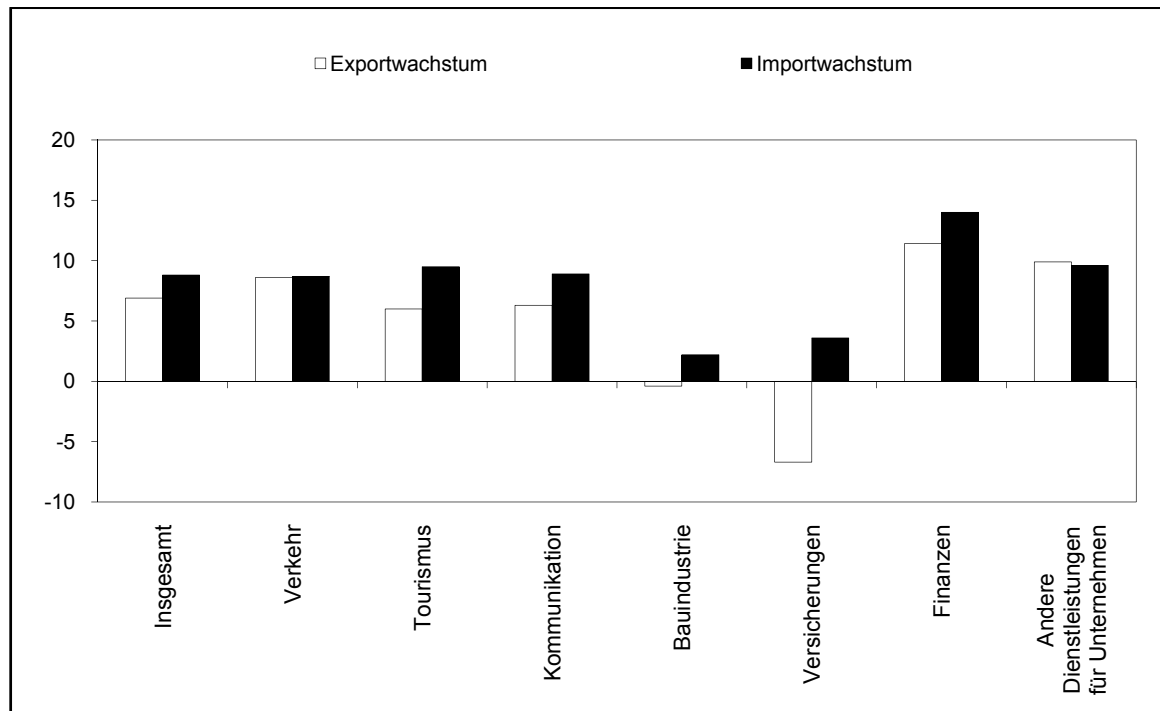 Exportwachstum
Importwachstum
20
15
10
5
0
-5
-10
Insgesamt
Verkehr
Tourismus
Kommunikation
Bauindustrie
Versicherungen
Finanzen
Andere
Dienstleistungen
für Unternehmen